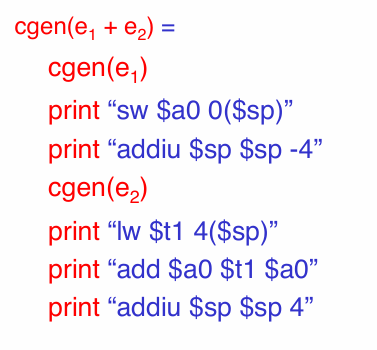 cgen(e₁ + e₂) =
cgen(e₁)
print “sw $a0 0($sp)”
print “addiu $sp $sp -4”
cgen(e₂)
print “lw $t1 4($sp)”
print “add $a0 $t1 $a0”
print “addiu $sp $sp 4”